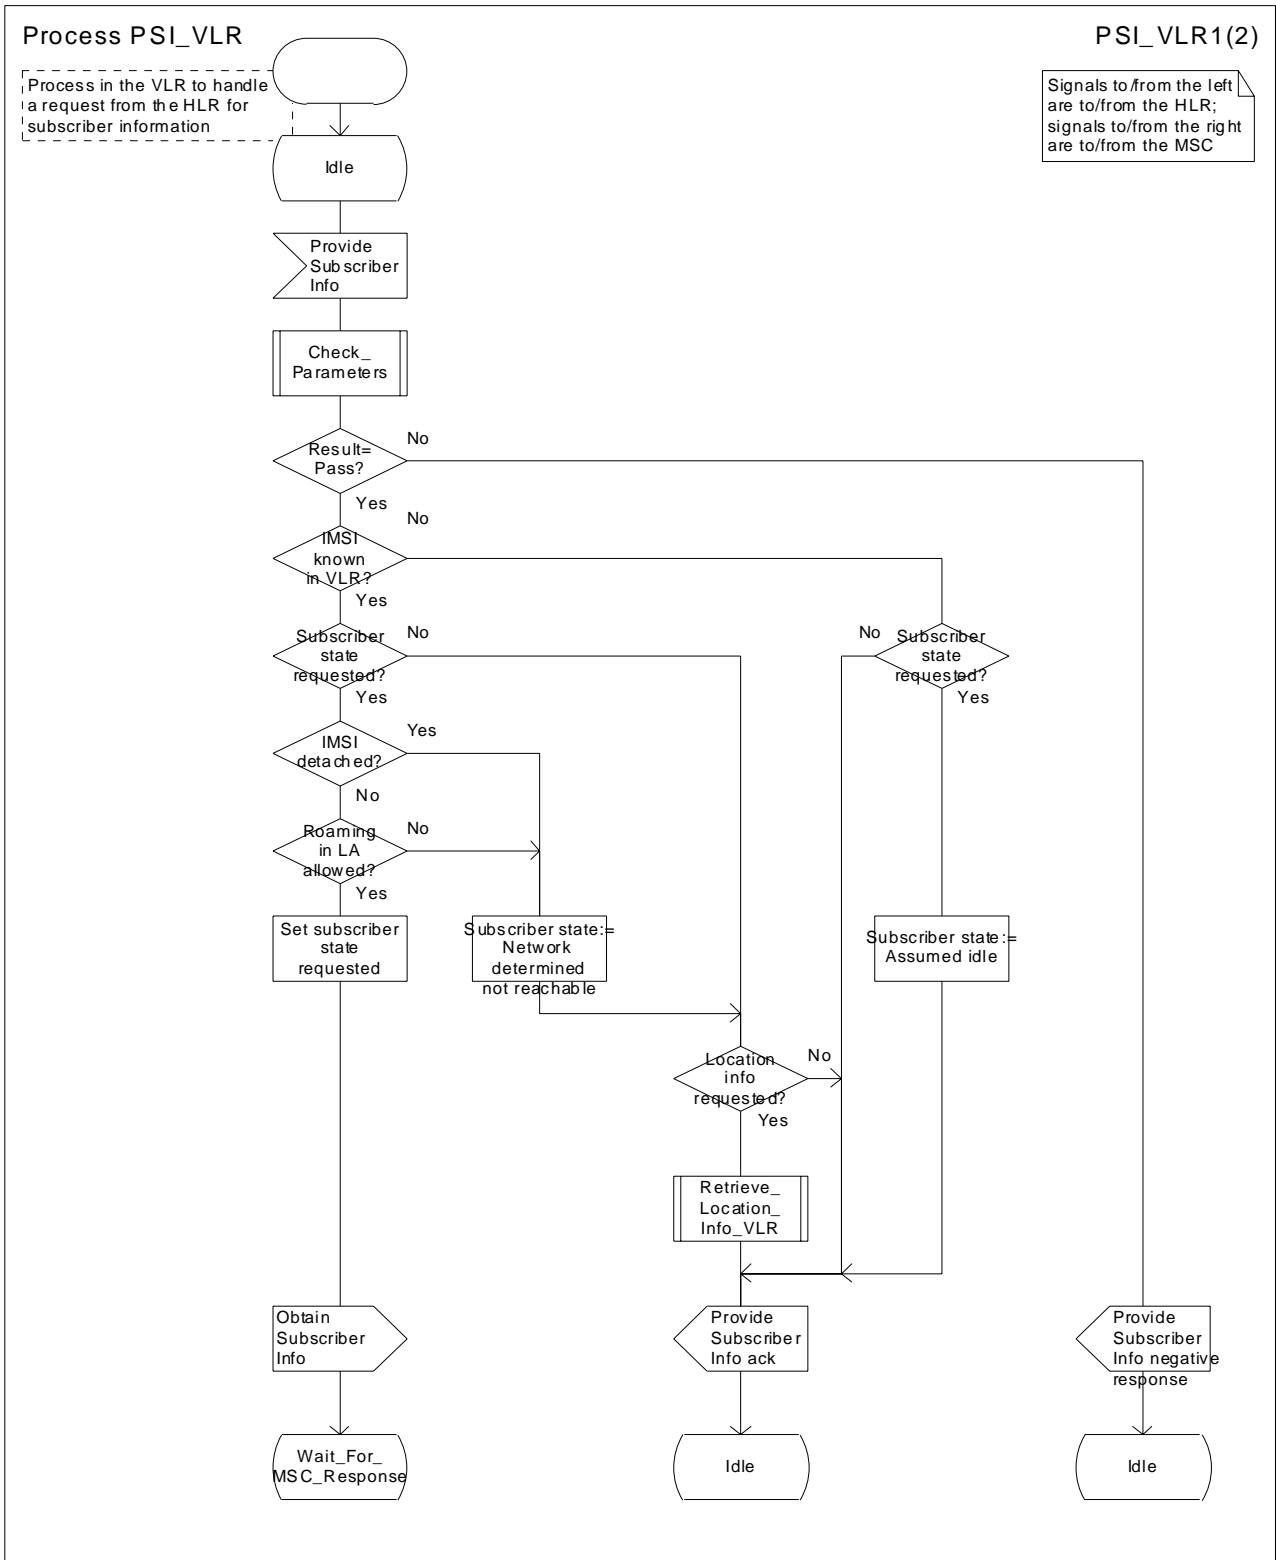 Process PSI_VLR
PSI_VLR1(2)
Process in the VLR to handle
a request from the HLR for
subscriber information
Signals to/from the left
are to/from the HLR;
signals to/from the right
are to/from the MSC
Idle
Provide
Subscriber
Info
Check_
Parameters
Result=
Pass?
No
Yes
IMSI
known
in VLR?
No
Yes
Subscriber
state
requested?
No
Yes
No
Subscriber
state
requested?
Yes
IMSI
detached?
Yes
No
Roaming
in LA
allowed?
No
Yes
Set subscriber
state
requested
Subscriber state:=
Network
determined
not reachable
Subscriber state:=
Assumed idle
Location
info
requested?
No
Yes
Retrieve_
Location_
Info_VLR
Obtain
Subscriber
Info
Provide
Subscriber
Info ack
Provide
Subscriber
Info negative
response
Wait_For_
MSC_Response
Idle
Idle